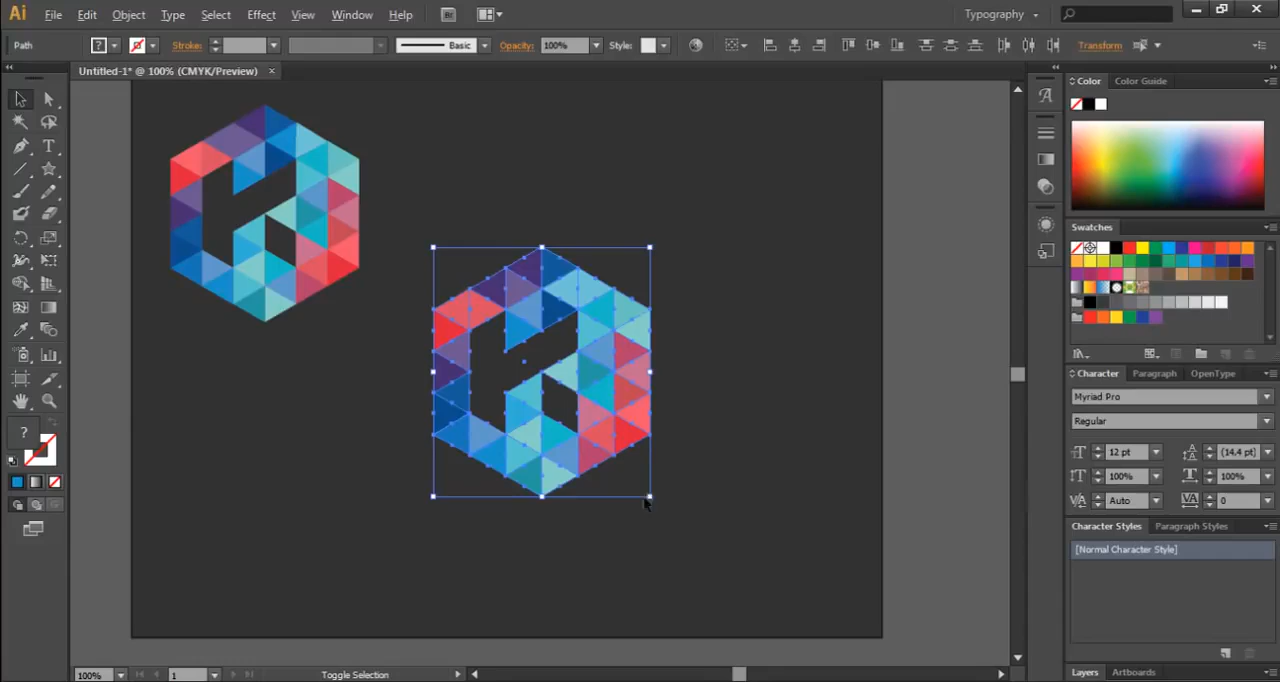 Ai File Edit Object Type Select Effect View Window Help Br Typography
Path ? Stroke: Basic Opacity: 100% Style: Transform
Untitled-1* @ 100% (CMYK/Preview) ×
Color Color Guide
Swatches
Character Paragraph OpenType
Myriad Pro
Regular
12 pt (14.4 pt)
100% 100%
Auto 0
Character Styles Paragraph Styles
[Normal Character Style]
Layers Artboards
?
100% 1 Toggle Selection